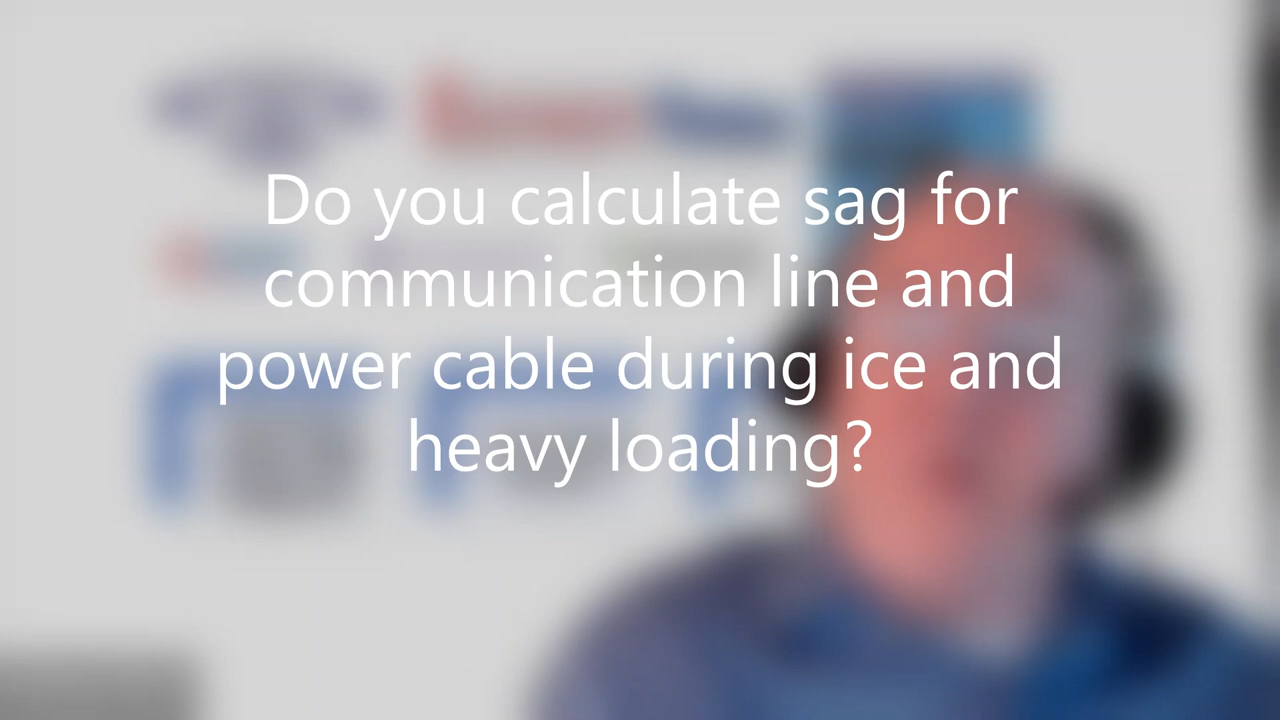 Do you calculate sag for
communication line and
power cable during ice and
heavy loading?